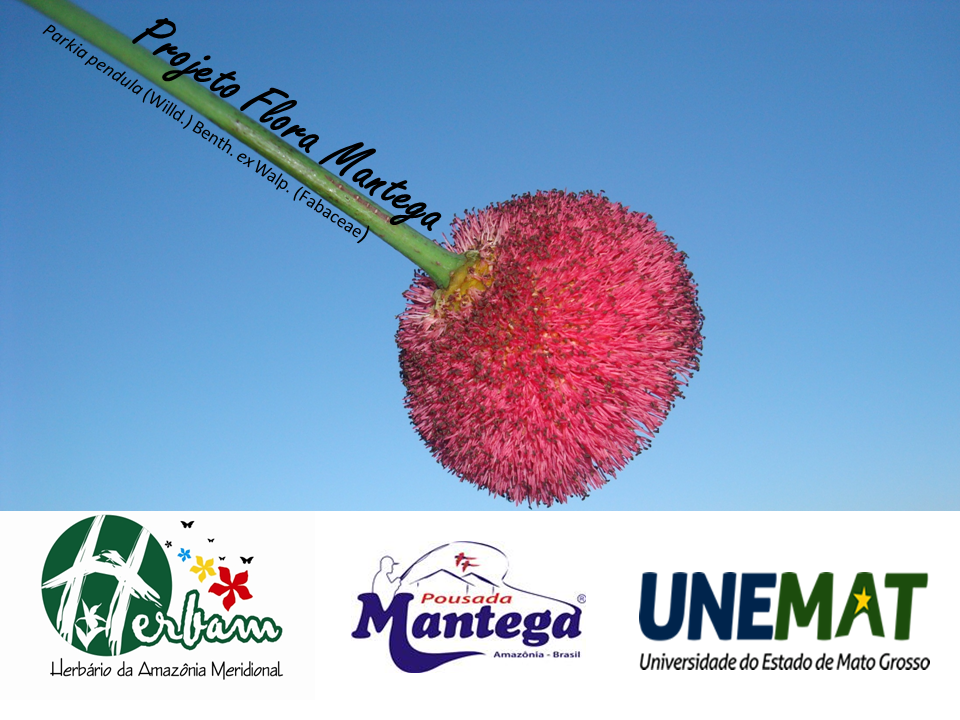 Projeto Flora Mantega
Parkia pendula (Willd.) Benth. ex Walp. (Fabaceae)
Herbam
Herbário da Amazônia Meridional
Pousada
Mantega®
Amazônia - Brasil
UNEMAT
Universidade do Estado de Mato Grosso